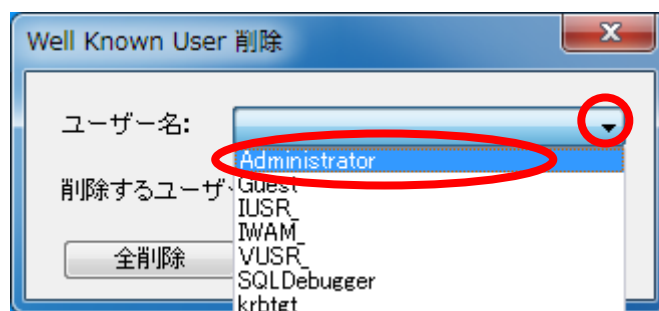 Well Known User 削除
ユーザー名:
Administrator
削除するユーザ
Guest
IUSR_
IWAM_
VUSR_
全削除
SQLDebugger
krbtgt